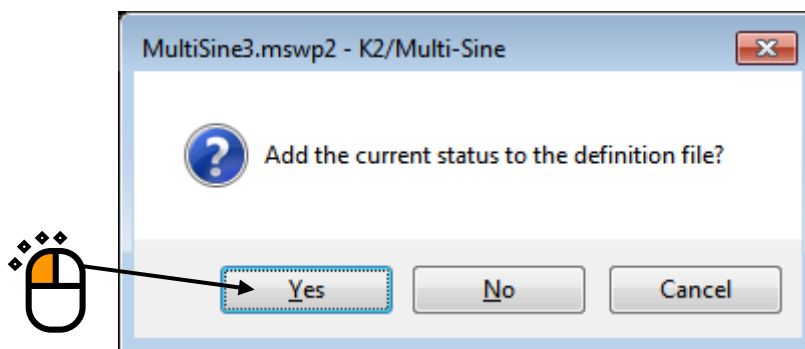 MultiSine3.mswp2 - K2/Multi-Sine
Add the current status to the definition file?
Yes
No
Cancel